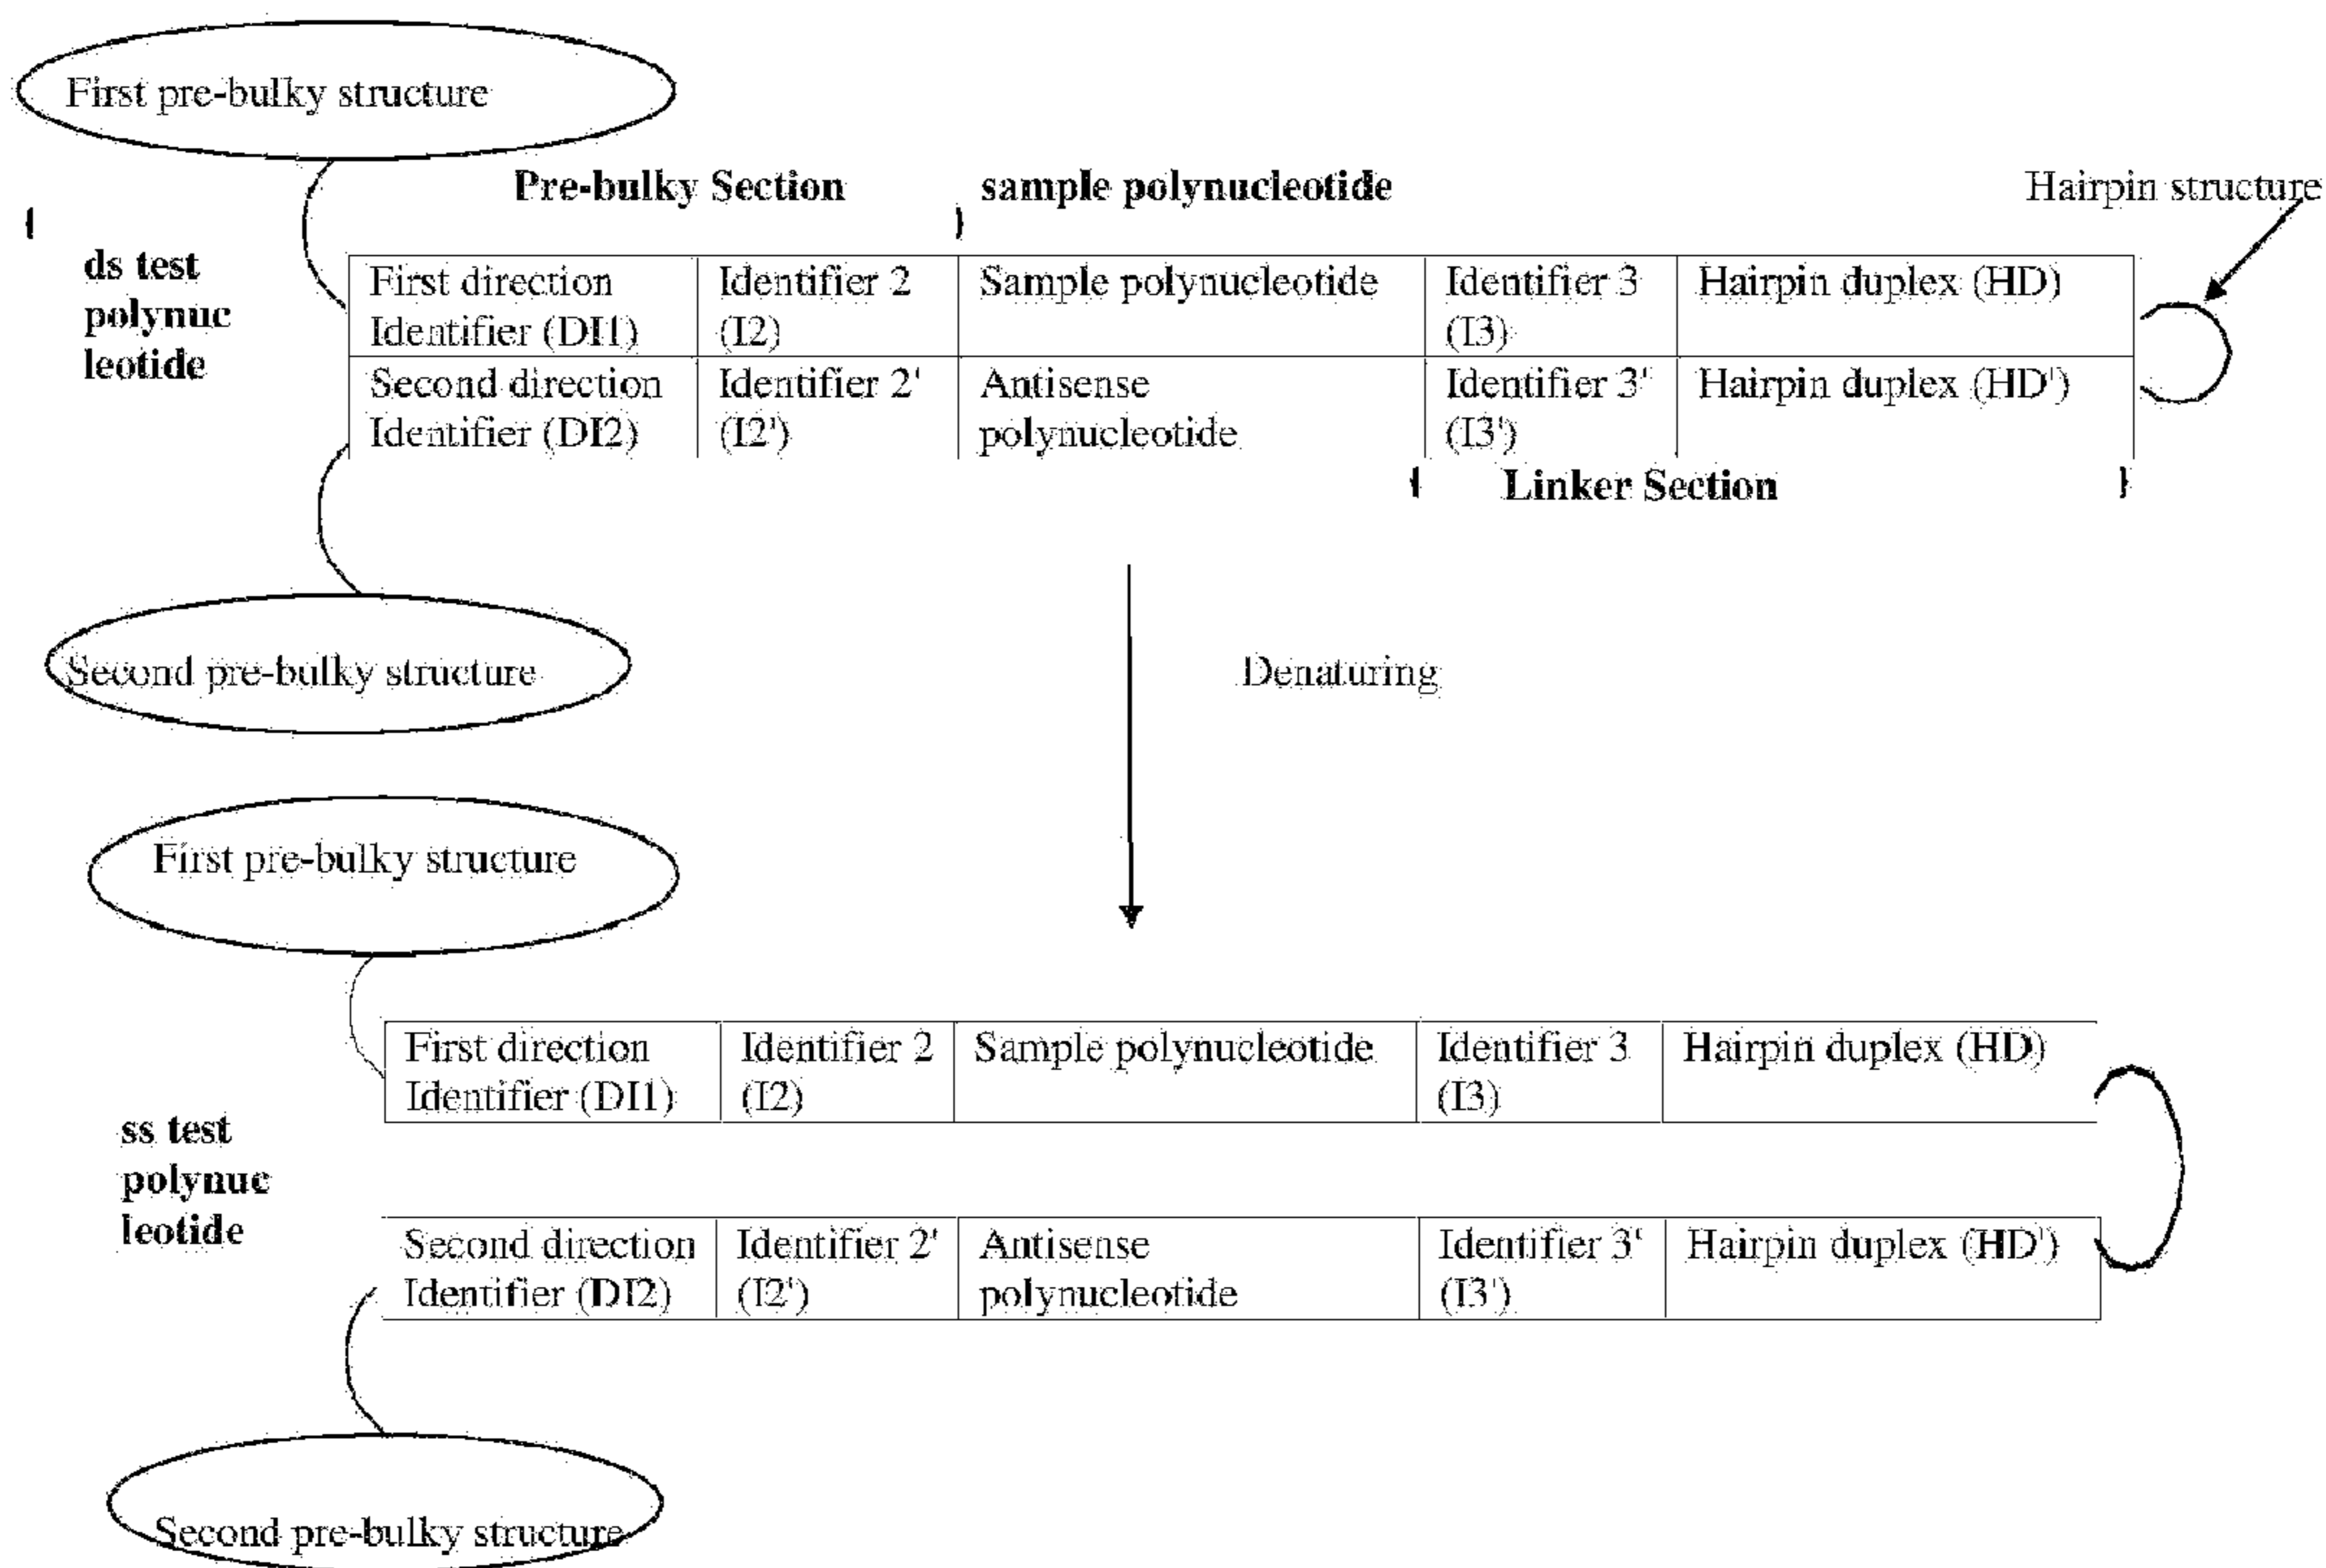 First pre-bulky structure
Pre-bulky Section
sample polynucleotide
Hairpin structure
ds test
polynuc
leotide
First direction
Identifier (DI1)
Identifier 2
(I2)
Sample polynucleotide
Identifier 3
(I3)
Hairpin duplex (HD)
Second direction
Identifier (DI2)
Identifier 2'
(I2')
Antisense
polynucleotide
Identifier 3'
(I3')
Hairpin duplex (HD')
Linker Section
Second pre-bulky structure
Denaturing
First pre-bulky structure
ss test
polynuc
leotide
First direction
Identifier (DI1)
Identifier 2
(I2)
Sample polynucleotide
Identifier 3
(I3)
Hairpin duplex (HD)
Second direction
Identifier (DI2)
Identifier 2'
(I2')
Antisense
polynucleotide
Identifier 3'
(I3')
Hairpin duplex (HD')
Second pre-bulky structure